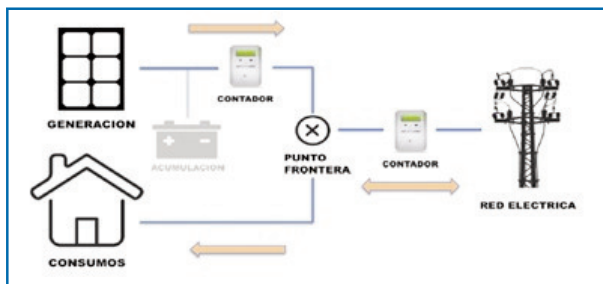 CONTADOR
GENERACION
ACUMULACION
PUNTO
FRONTERA
CONTADOR
RED ELECTRICA
CONSUMOS